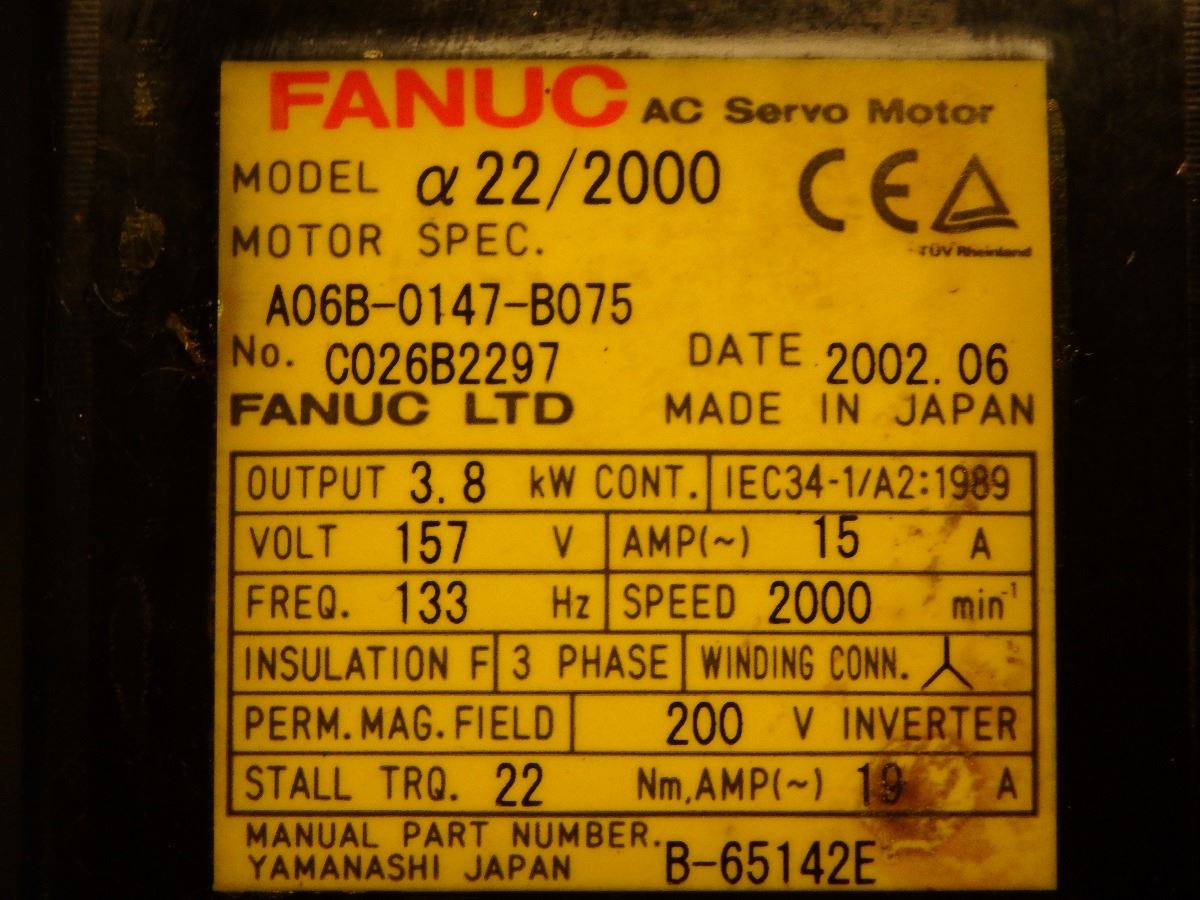 FANUC AC Servo Motor
MODEL α22/2000
CE
TÜV Rheinland
MOTOR SPEC.
A06B-0147-B075
No. C026B2297 DATE 2002.06
FANUC LTD MADE IN JAPAN
OUTPUT 3.8 kW CONT. IEC34-1/A2:1989
VOLT 157 V AMP(~) 15 A
FREQ. 133 Hz SPEED 2000 min⁻¹
INSULATION F 3 PHASE WINDING CONN.
PERM.MAG.FIELD 200 V INVERTER
STALL TRQ. 22 Nm,AMP(~) 19 A
MANUAL PART NUMBER.
YAMANASHI JAPAN B-65142E